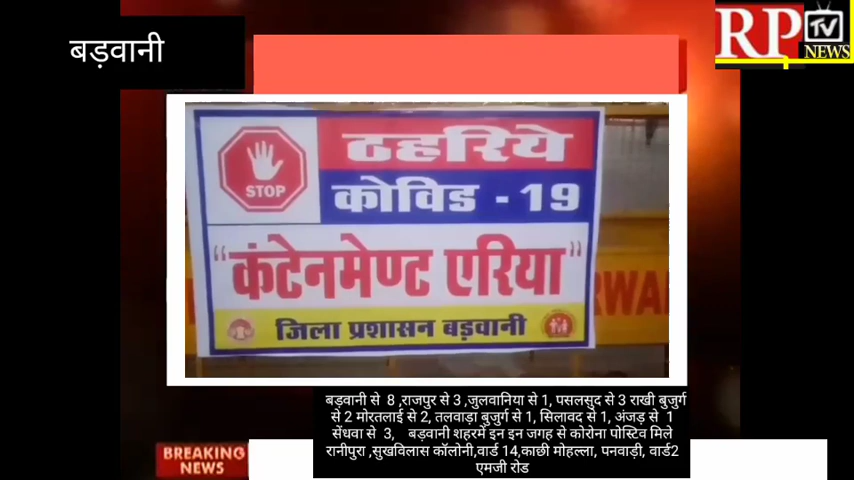 बड़वानी
RP TV NEWS
STOP
ठहरिये
कोविड - 19
"कंटेनमेण्ट एरिया"
जिला प्रशासन बड़वानी
RWA
बड़वानी से 8 ,राजपुर से 3 ,जुलवानिया से 1, पसलसुद से 3 राखी बुजुर्ग
से 2 मोरतलाई से 2, तलवाड़ा बुजुर्ग से 1, सिलावद से 1, अंजड़ से 1
सेंधवा से 3, बड़वानी शहरमें इन इन जगह से कोरोना पोस्टिव मिले
रानीपुरा ,सुखविलास कॉलोनी,वार्ड 14,काछी मोहल्ला, पनवाड़ी, वार्ड2
एमजी रोड
BREAKING
NEWS